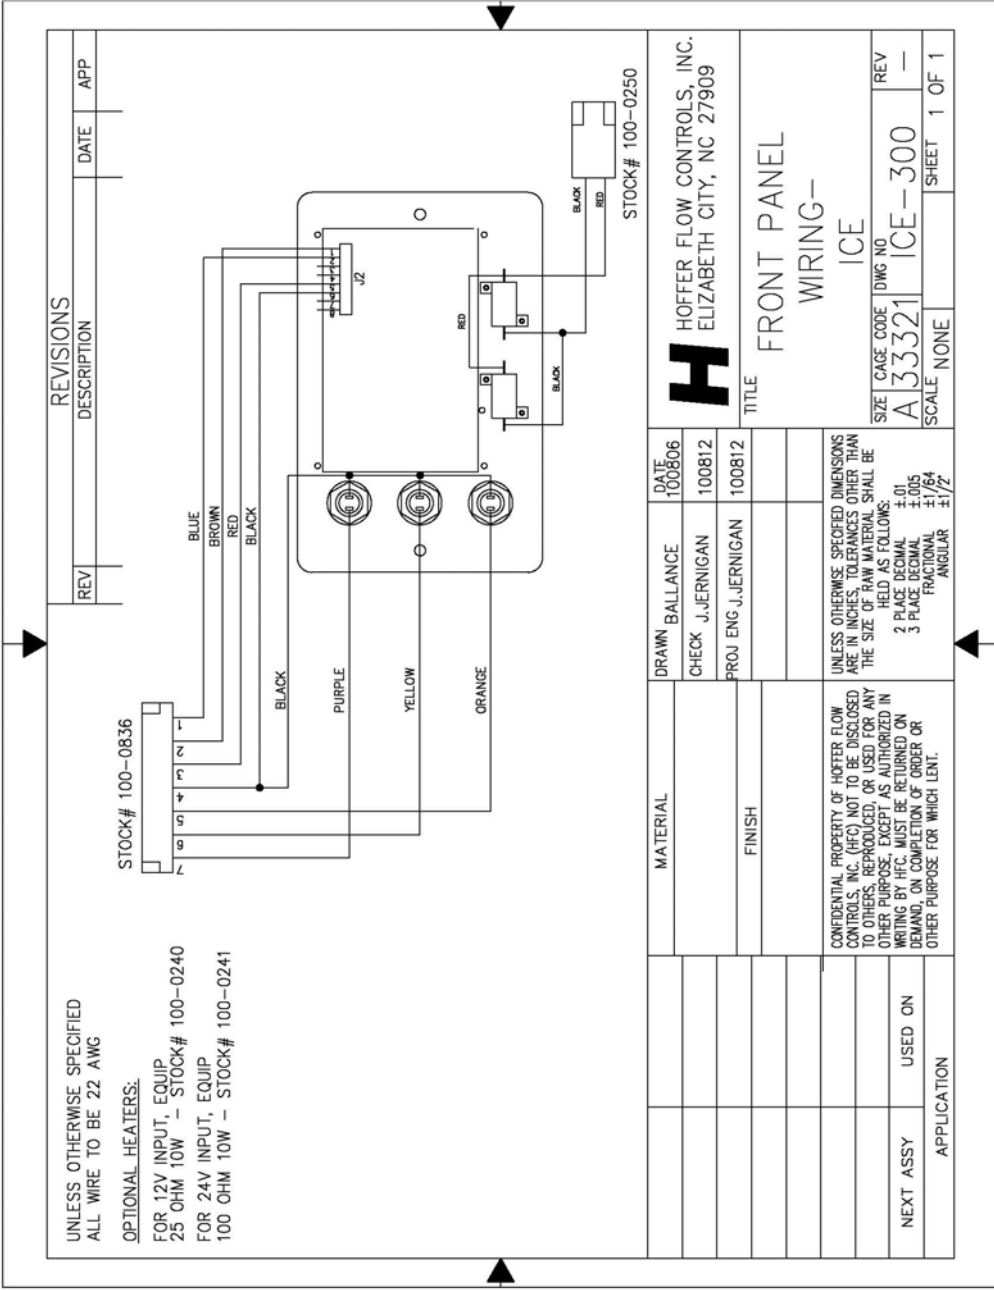 UNLESS OTHERWISE SPECIFIED
ALL WIRE TO BE 22 AWG
OPTIONAL HEATERS:
FOR 12V INPUT, EQUIP
25 OHM 10W – STOCK# 100–0240
FOR 24V INPUT, EQUIP
100 OHM 10W – STOCK# 100–0241
REVISIONS
REV
DESCRIPTION
DATE
APP
STOCK# 100–0836
7
6
5
4
3
2
1
BLUE
BROWN
RED
BLACK
BLACK
PURPLE
YELLOW
ORANGE
J2
RED
BLACK
BLACK
RED
STOCK# 100–0250
NEXT ASSY
USED ON
APPLICATION
MATERIAL
FINISH
CONFIDENTIAL PROPERTY OF HOFFER FLOW
CONTROLS, INC. (HFC) NOT TO BE DISCLOSED
TO OTHERS, REPRODUCED, OR USED FOR ANY
OTHER PURPOSE, EXCEPT AS AUTHORIZED IN
WRITING BY HFC. MUST BE RETURNED ON
DEMAND, ON COMPLETION OF ORDER OR
OTHER PURPOSE FOR WHICH LENT.
DRAWN BALLANCE
DATE
100806
CHECK J.JERNIGAN
100812
PROJ ENG J.JERNIGAN
100812
UNLESS OTHERWISE SPECIFIED DIMENSIONS
ARE IN INCHES, TOLERANCES OTHER THAN
THE SIZE OF RAW MATERIAL SHALL BE
HELD AS FOLLOWS:
2 PLACE DECIMAL ±.01
3 PLACE DECIMAL ±.005
FRACTIONAL ±1/64
ANGULAR ±1/2°
H
HOFFER FLOW CONTROLS, INC.
ELIZABETH CITY, NC 27909
TITLE
FRONT PANEL
WIRING–
ICE
SIZE
A
CAGE CODE
33321
DWG NO
ICE–300
REV
—
SCALE NONE
SHEET 1 OF 1